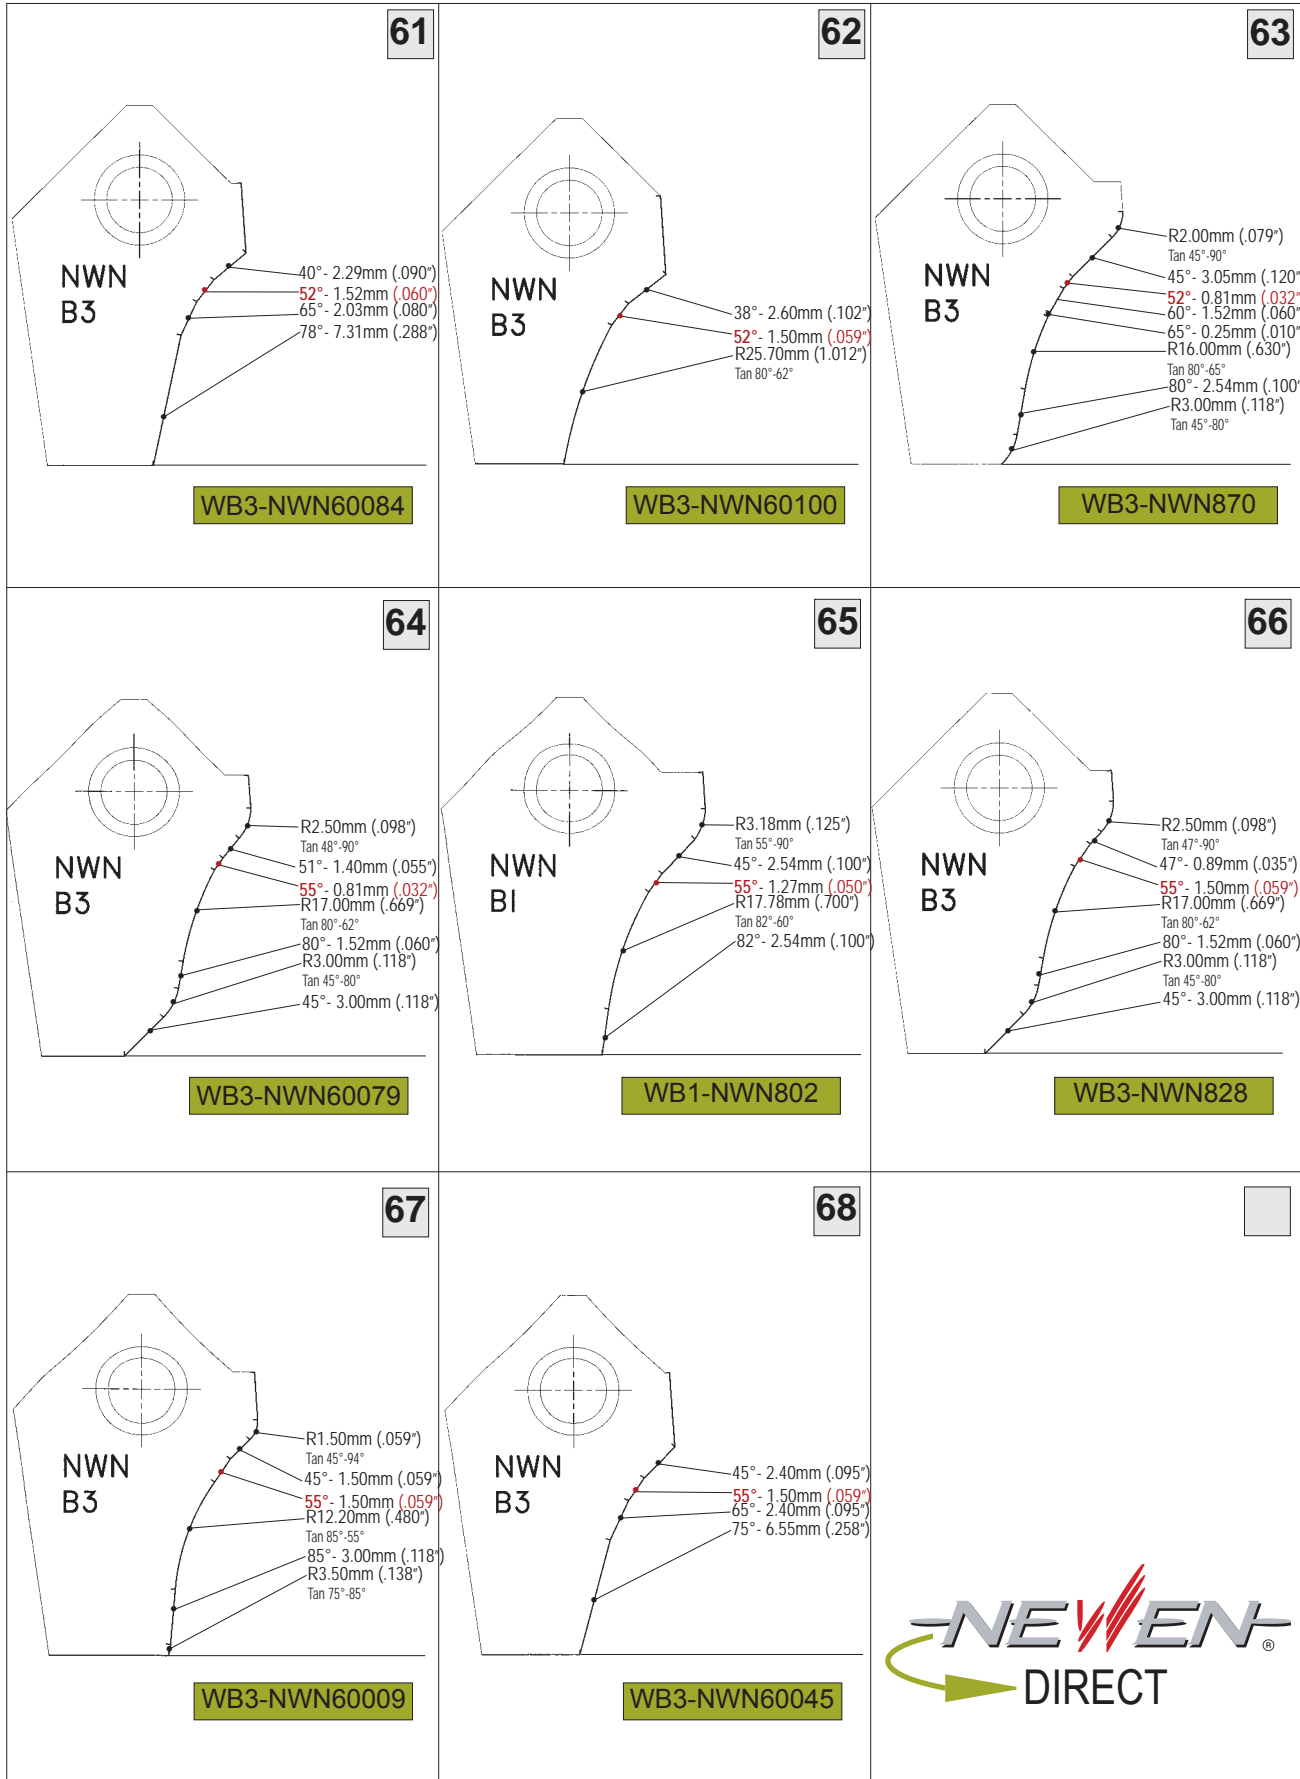 61
NWN
B3
40°- 2.29mm (.090")
52°- 1.52mm (.060")
65°- 2.03mm (.080")
78°- 7.31mm (.288")
WB3-NWN60084
62
NWN
B3
38°- 2.60mm (.102")
52°- 1.50mm (.059")
R25.70mm (1.012")
Tan 80°-62°
WB3-NWN60100
63
NWN
B3
R2.00mm (.079")
Tan 45°-90°
45°- 3.05mm (.120"
52°- 0.81mm (.032"
60°- 1.52mm (.060"
65°- 0.25mm (.010"
R16.00mm (.630")
Tan 80°-65°
80°- 2.54mm (.100"
R3.00mm (.118")
Tan 45°-80°
WB3-NWN870
64
NWN
B3
R2.50mm (.098")
Tan 48°-90°
51°- 1.40mm (.055")
55°- 0.81mm (.032")
R17.00mm (.669")
Tan 80°-62°
80°- 1.52mm (.060")
R3.00mm (.118")
Tan 45°-80°
45°- 3.00mm (.118")
WB3-NWN60079
65
NWN
B1
R3.18mm (.125")
Tan 55°-90°
45°- 2.54mm (.100")
55°- 1.27mm (.050")
R17.78mm (.700")
Tan 82°-60°
82°- 2.54mm (.100")
WB1-NWN802
66
NWN
B3
R2.50mm (.098")
Tan 47°-90°
47°- 0.89mm (.035")
55°- 1.50mm (.059")
R17.00mm (.669")
Tan 80°-62°
80°- 1.52mm (.060")
R3.00mm (.118")
Tan 45°-80°
45°- 3.00mm (.118")
WB3-NWN828
67
NWN
B3
R1.50mm (.059")
Tan 45°-94°
45°- 1.50mm (.059")
55°- 1.50mm (.059")
R12.20mm (.480")
Tan 85°-55°
85°- 3.00mm (.118")
R3.50mm (.138")
Tan 75°-85°
WB3-NWN60009
68
NWN
B3
45°- 2.40mm (.095")
55°- 1.50mm (.059")
65°- 2.40mm (.095")
75°- 6.55mm (.258")
WB3-NWN60045
NEWEN®
DIRECT